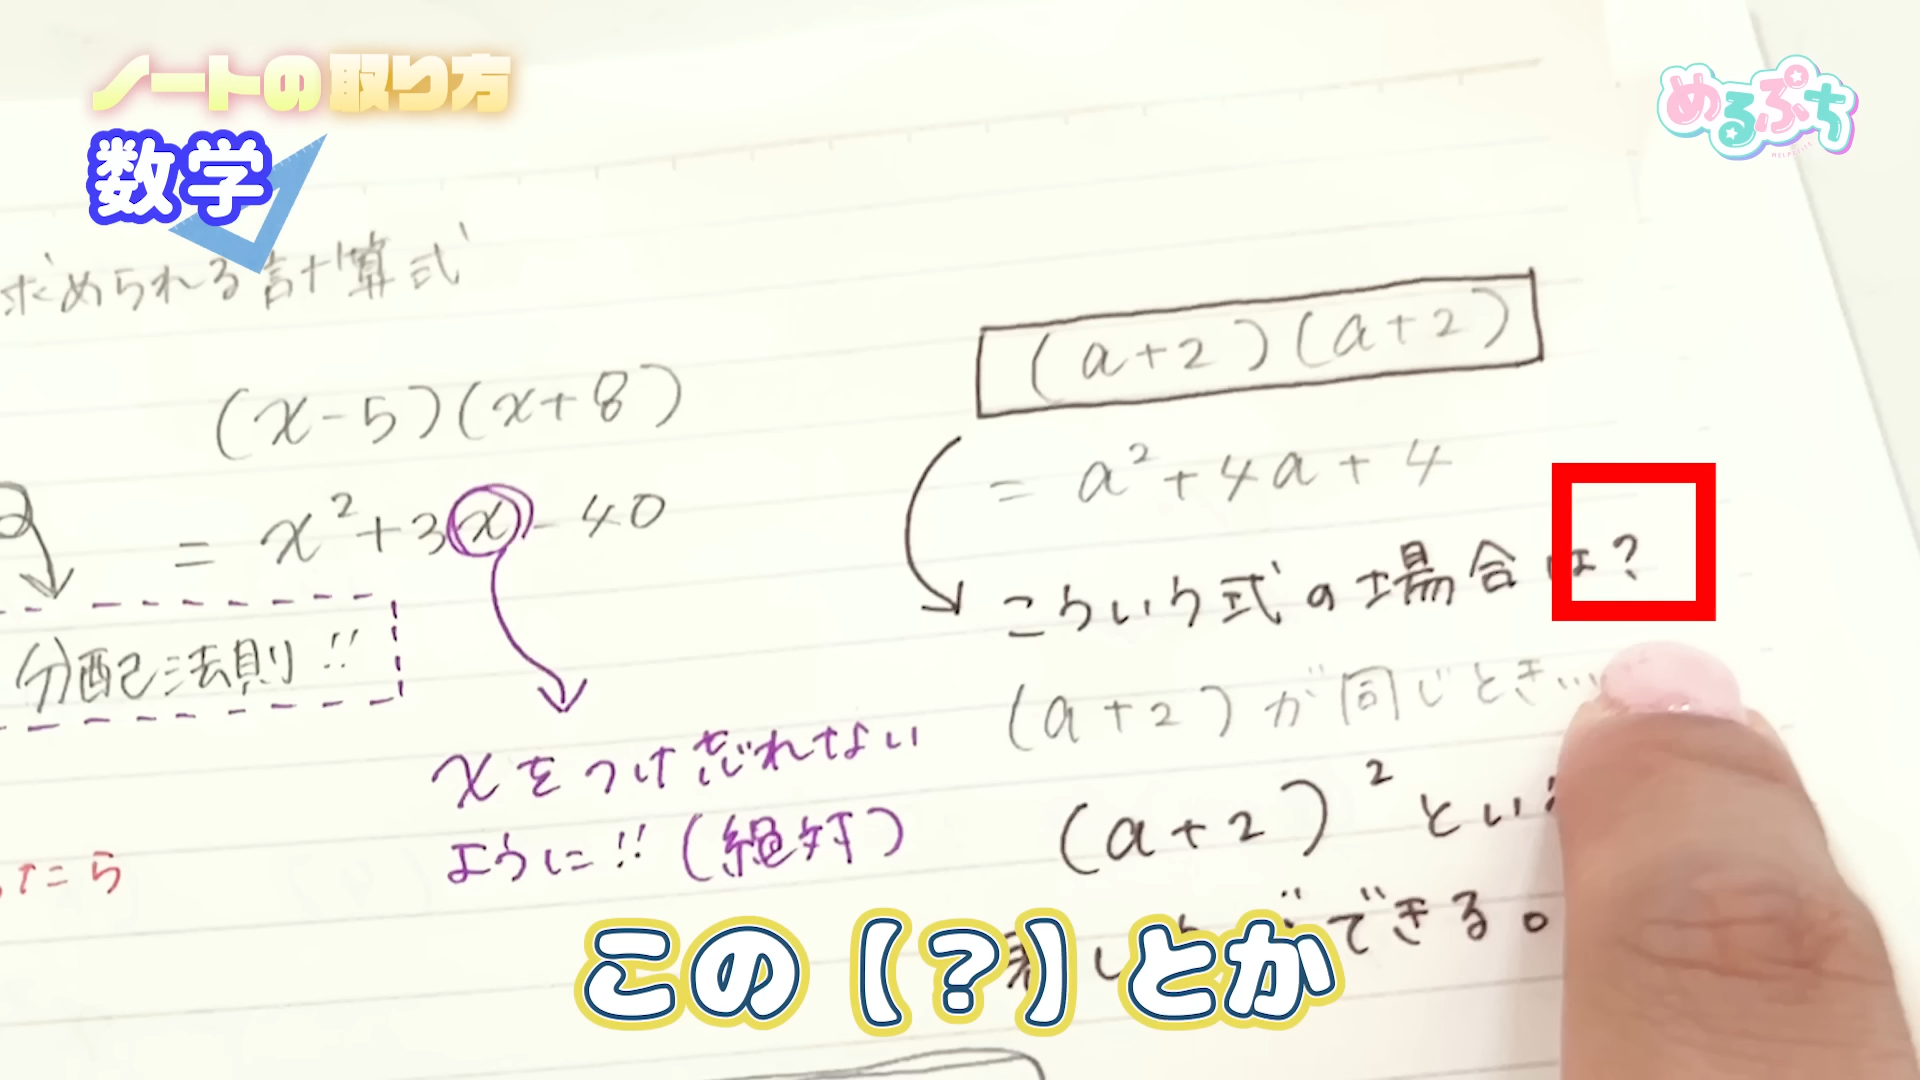 ノートの取り方
数学
めるぷち
求められる計算式
(x-5)(x+8)
= x²+3x-40
分配法則!!
xをつけ忘れない
ように!!(絶対)
たら
(a+2)(a+2)
= a²+4a+4
こういう式の場合は?
(a+2)が同じとき…
(a+2)² とい
できる。
この【?】とか